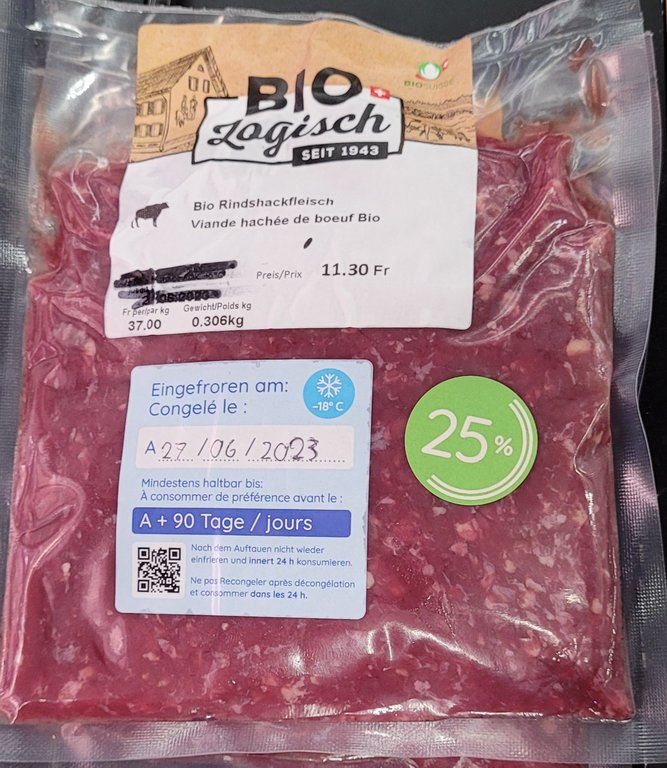 BIO
BIOSUISSE
Logisch
SEIT 1943
Bio Rindshackfleisch
Viande hachée de boeuf Bio
Preis/Prix 11.30 Fr
Fr per/par kg Gewicht/Poids kg
37.00 0.306kg
Eingefroren am:
Congelé le :
-18° C
A 27/06/2023
25%
Mindestens haltbar bis:
À consommer de préférence avant le :
A + 90 Tage / jours
Nach dem Auftauen nicht wieder
einfrieren und innert 24 h konsumieren.
Ne pas Recongeler après décongélation
et consommer dans les 24 h.